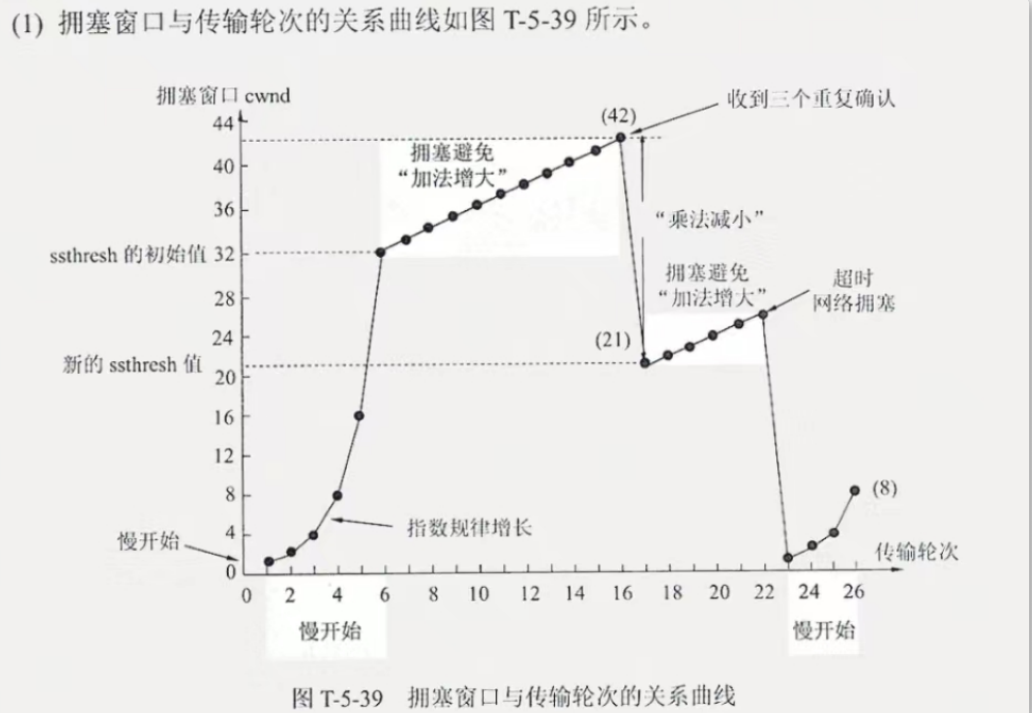 (1) 拥塞窗口与传输轮次的关系曲线如图 T-5-39 所示。
拥塞窗口 cwnd
(42)
收到三个重复确认
44
拥塞避免
“加法增大”
40
36
“乘法减小”
ssthresh 的初始值 32
拥塞避免
“加法增大”
超时
网络拥塞
28
24
(21)
新的 ssthresh 值
20
16
12
8
(8)
指数规律增长
4
慢开始
传输轮次
0
0 2 4 6 8 10 12 14 16 18 20 22 24 26
慢开始
慢开始
图 T-5-39 拥塞窗口与传输轮次的关系曲线